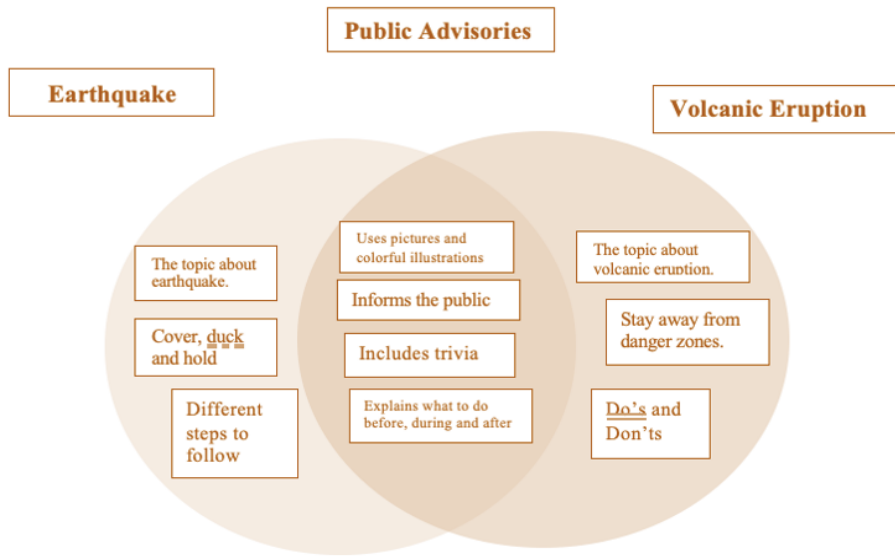 Public Advisories
Earthquake
Volcanic Eruption
The topic about
earthquake.
Cover, duck
and hold
Different
steps to
follow
Uses pictures and
colorful illustrations
Informs the public
Includes trivia
Explains what to do
before, during and after
The topic about
volcanic eruption.
Stay away from
danger zones.
Do's and
Don'ts